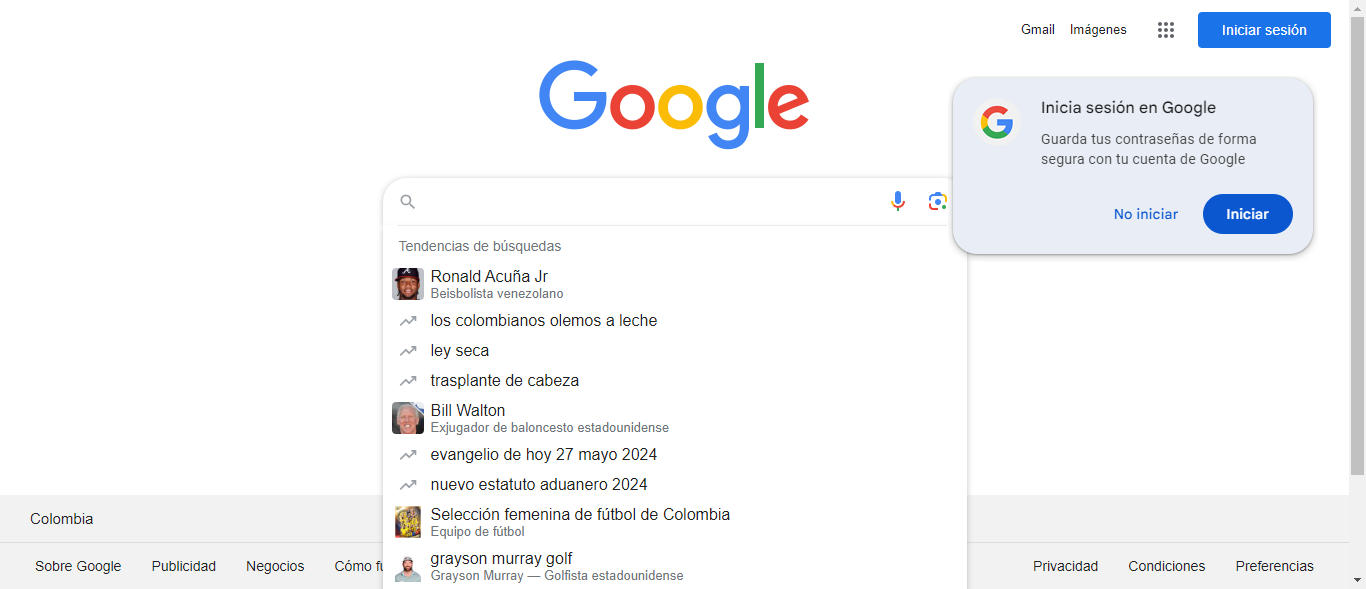 Gmail Imágenes Iniciar sesión
Google
Inicia sesión en Google
Guarda tus contraseñas de forma
segura con tu cuenta de Google
No iniciar Iniciar
Tendencias de búsquedas
Ronald Acuña Jr
Beisbolista venezolano
los colombianos olemos a leche
ley seca
trasplante de cabeza
Bill Walton
Exjugador de baloncesto estadounidense
evangelio de hoy 27 mayo 2024
nuevo estatuto aduanero 2024
Selección femenina de fútbol de Colombia
Equipo de fútbol
grayson murray golf
Grayson Murray — Golfista estadounidense
Colombia
Sobre Google Publicidad Negocios Cómo Privacidad Condiciones Preferencias